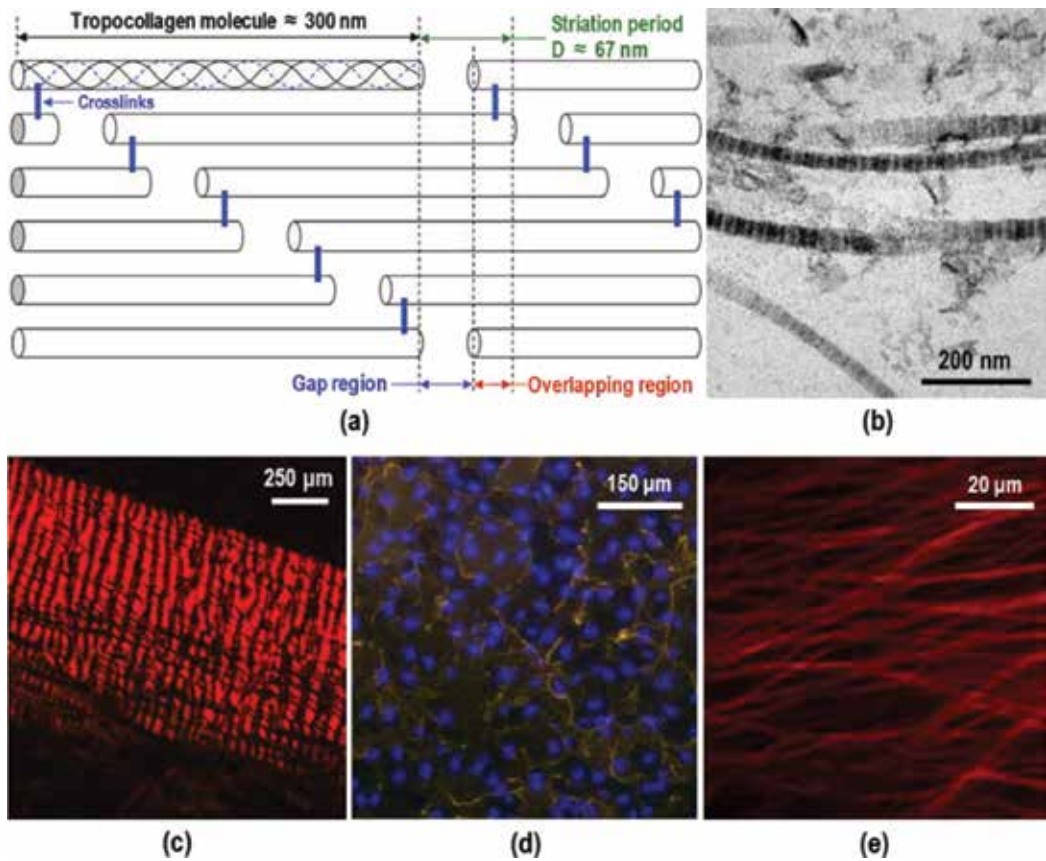 Tropocollagen molecule ≈ 300 nm
Striation period
D ≈ 67 nm
Crosslinks
Gap region
Overlapping region
(a)
200 nm
(b)
250 µm
(c)
150 µm
(d)
20 µm
(e)